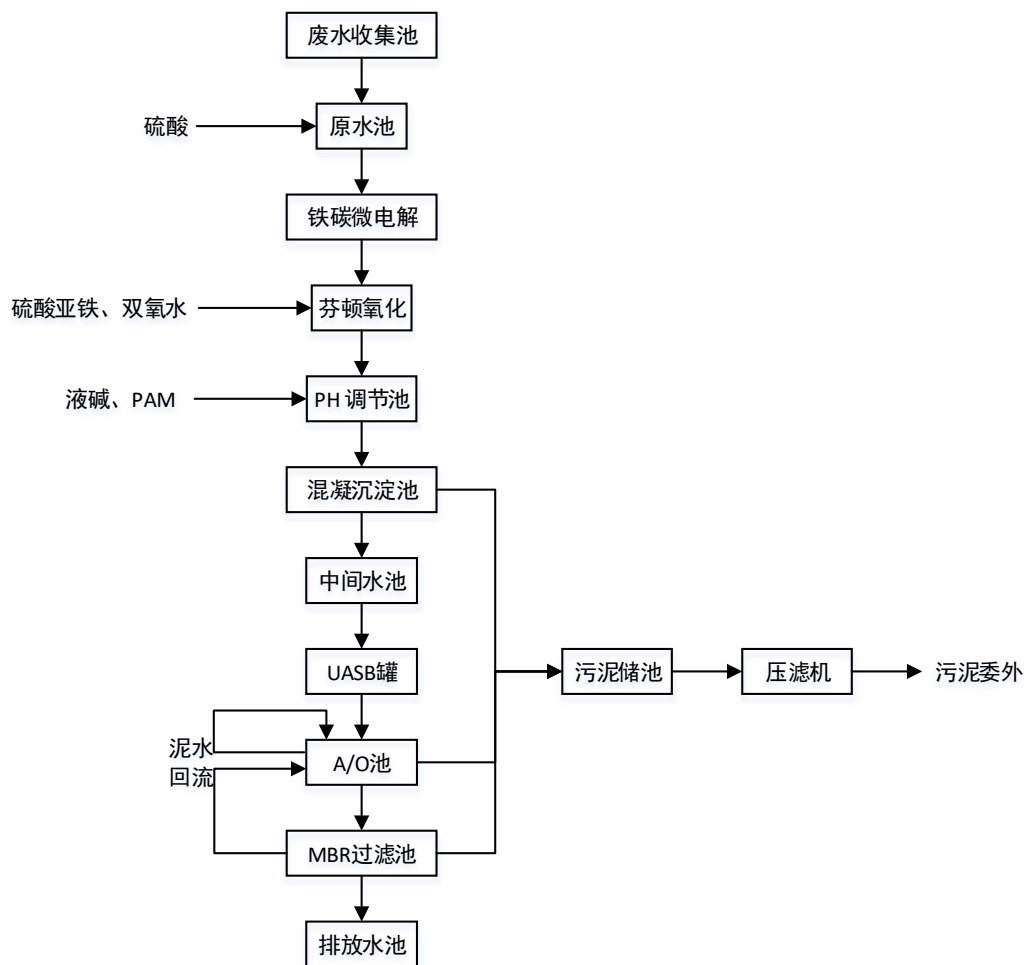 废水收集池
硫酸
原水池
铁碳微电解
硫酸亚铁、双氧水
芬顿氧化
液碱、PAM
PH 调节池
混凝沉淀池
中间水池
UASB罐
污泥储池
压滤机
污泥委外
泥水
回流
A/O池
MBR过滤池
排放水池